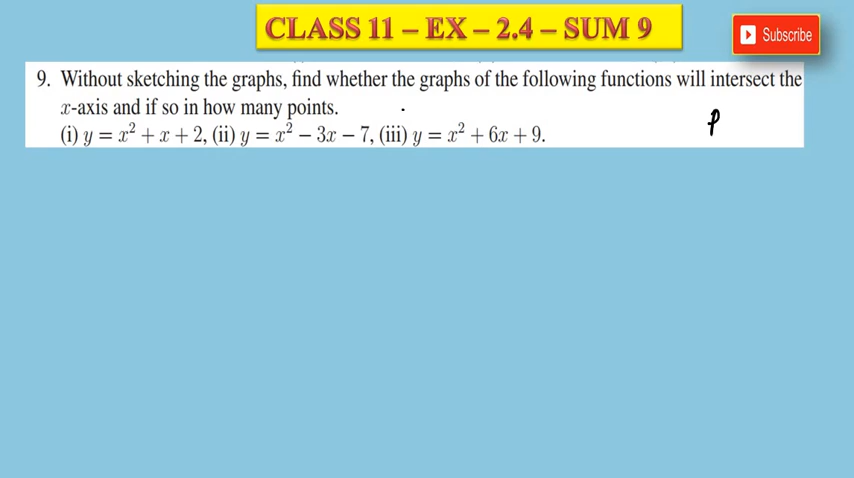 CLASS 11 – EX – 2.4 – SUM 9
Subscribe
9. Without sketching the graphs, find whether the graphs of the following functions will intersect the
x-axis and if so in how many points.
(i) y = x² + x + 2, (ii) y = x² − 3x − 7, (iii) y = x² + 6x + 9.